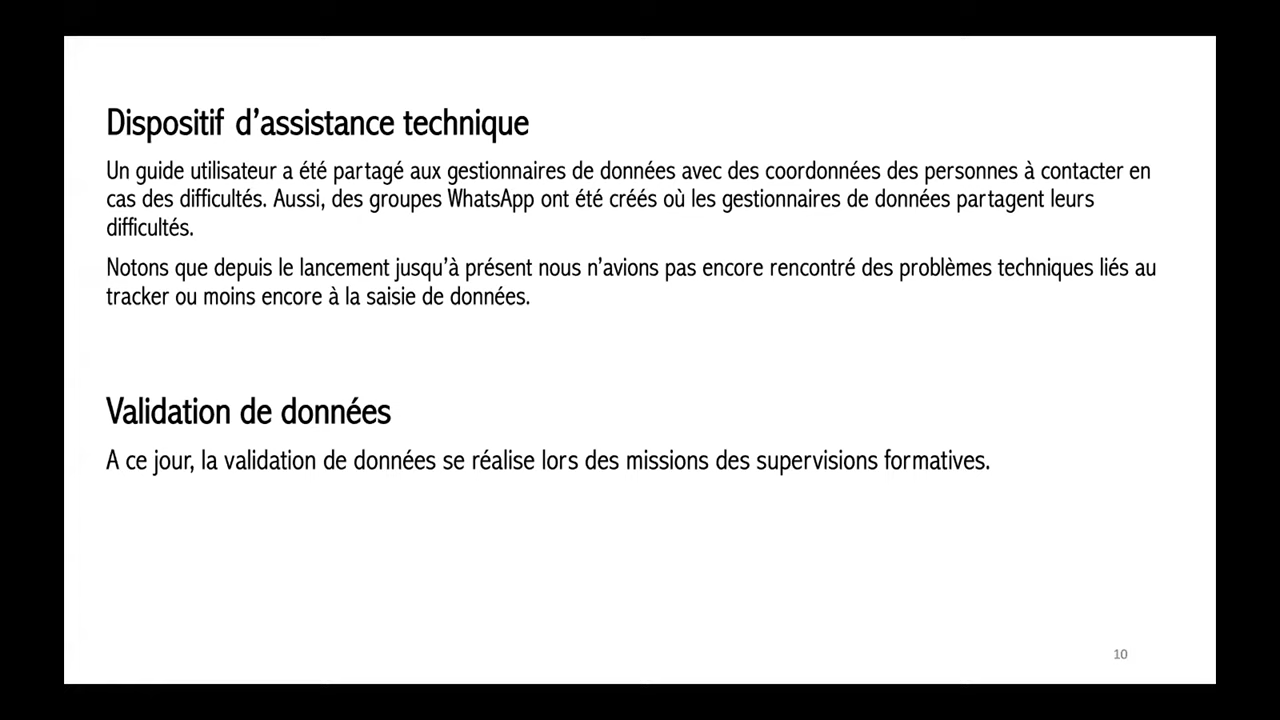 Dispositif d’assistance technique
Un guide utilisateur a été partagé aux gestionnaires de données avec des coordonnées des personnes à contacter en
cas des difficultés. Aussi, des groupes WhatsApp ont été créés où les gestionnaires de données partagent leurs
difficultés.
Notons que depuis le lancement jusqu’à présent nous n’avions pas encore rencontré des problèmes techniques liés au
tracker ou moins encore à la saisie de données.
Validation de données
A ce jour, la validation de données se réalise lors des missions des supervisions formatives.
10